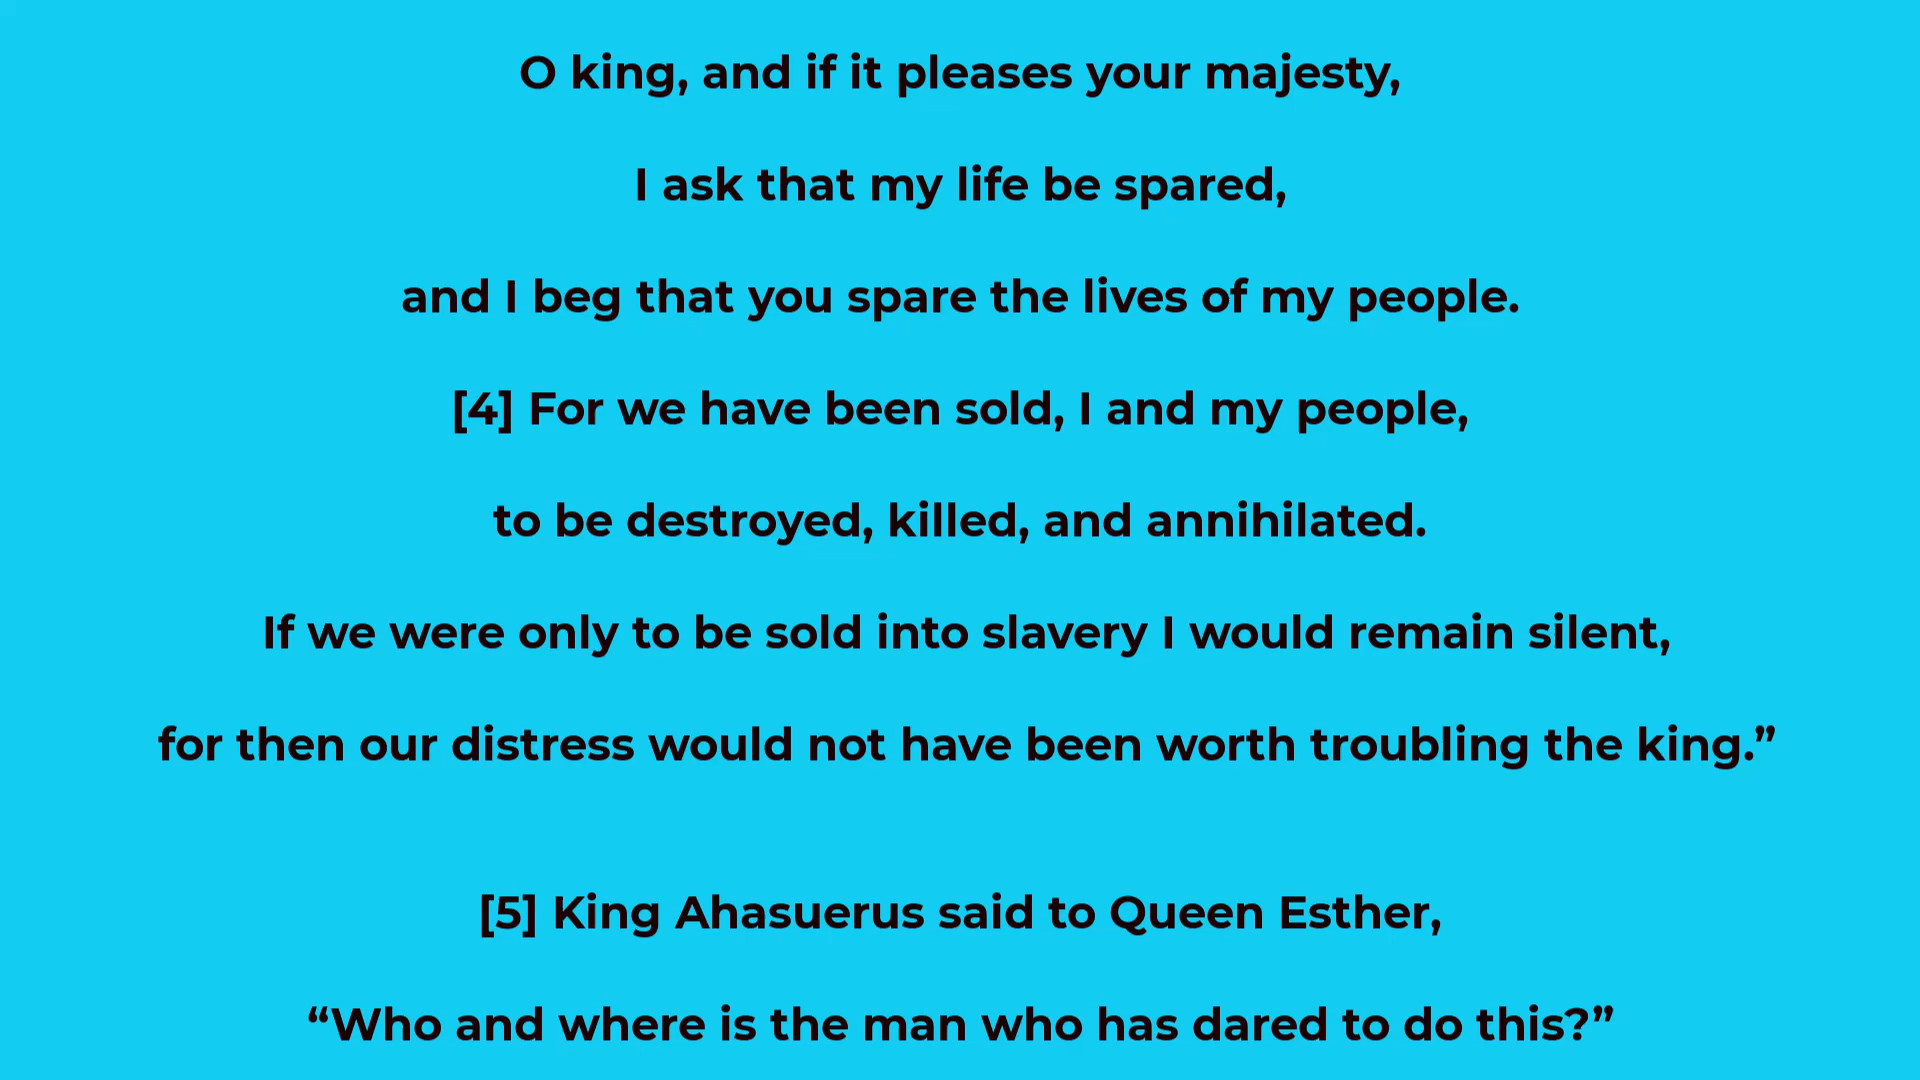 O king, and if it pleases your majesty,
I ask that my life be spared,
and I beg that you spare the lives of my people.
[4] For we have been sold, I and my people,
to be destroyed, killed, and annihilated.
If we were only to be sold into slavery I would remain silent,
for then our distress would not have been worth troubling the king.”
[5] King Ahasuerus said to Queen Esther,
“Who and where is the man who has dared to do this?”